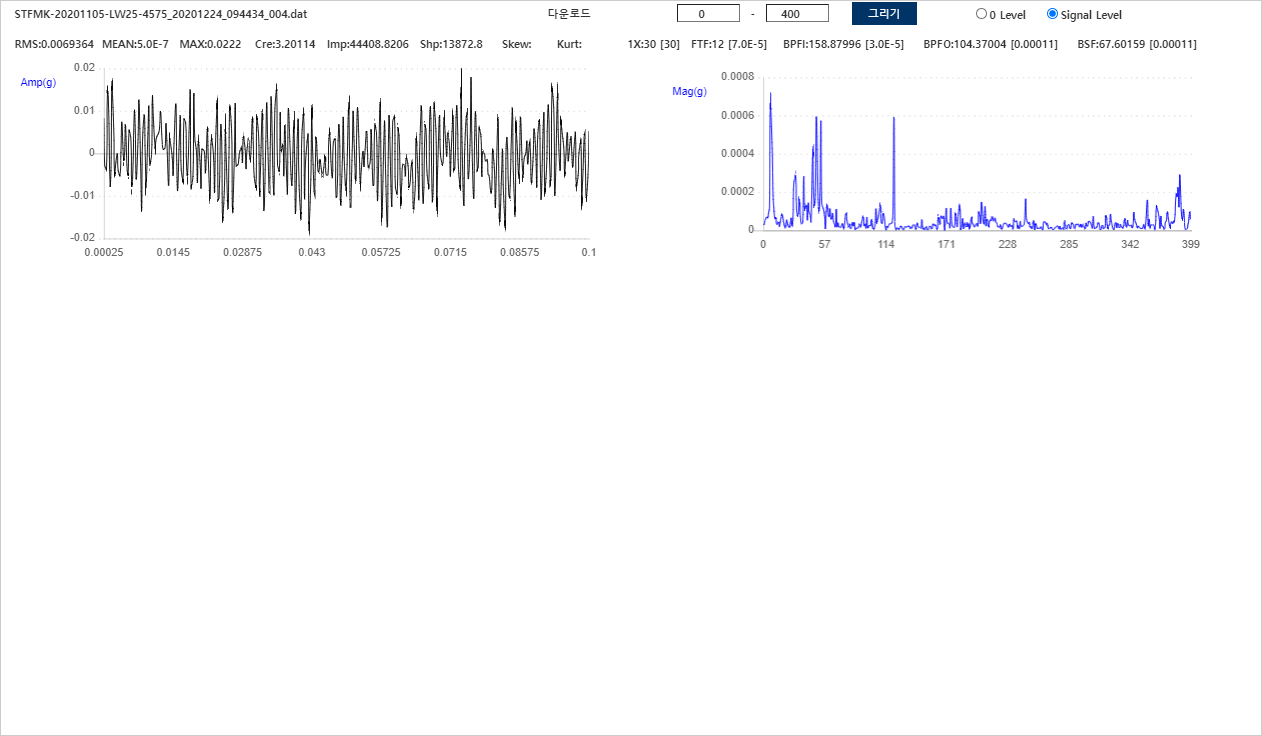 STFMK-20201105-LW25-4575_20201224_094434_004.dat 다운로드 0 - 400 그리기 0 Level Signal Level
RMS:0.0069364 MEAN:5.0E-7 MAX:0.0222 Cre:3.20114 Imp:44408.8206 Shp:13872.8 Skew: Kurt: 1X:30 [30] FTF:12 [7.0E-5] BPFI:158.87996 [3.0E-5] BPFO:104.37004 [0.00011] BSF:67.60159 [0.00011]
Amp(g)
0.02
0.01
0
-0.01
-0.02
0.00025 0.0145 0.02875 0.043 0.05725 0.0715 0.08575 0.1
Mag(g)
0.0008
0.0006
0.0004
0.0002
0
0 57 114 171 228 285 342 399